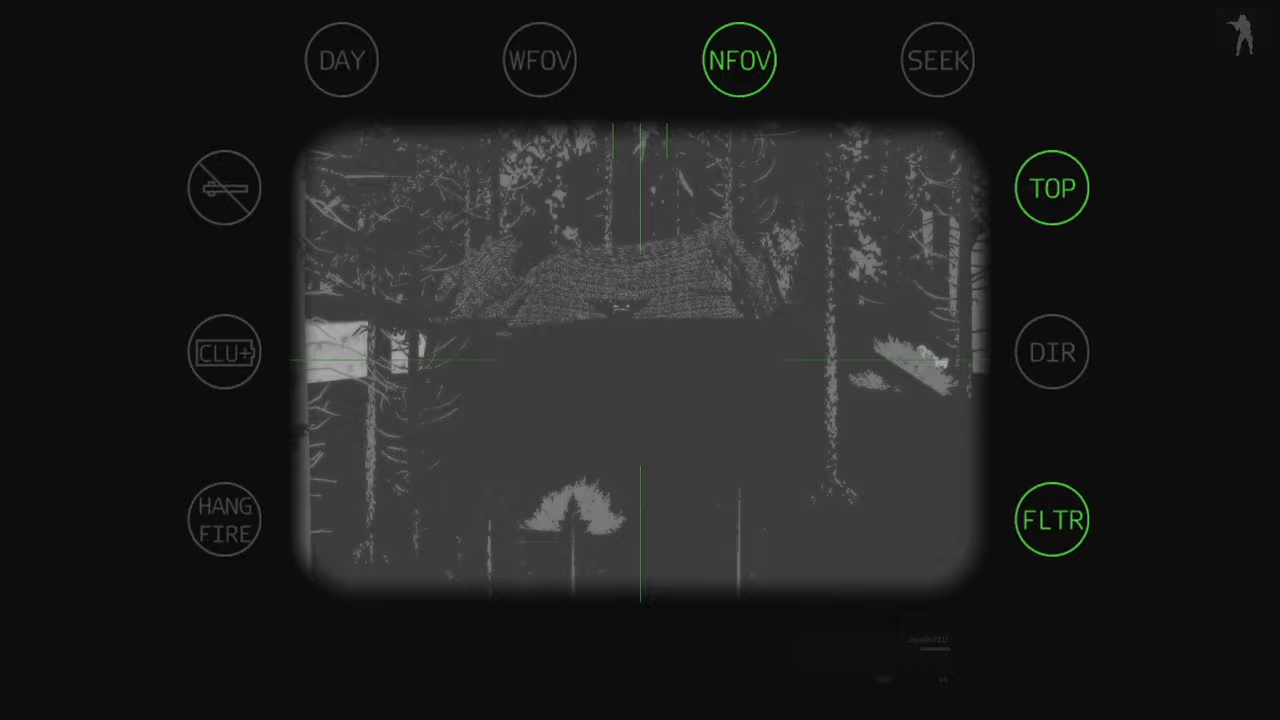 DAY
WFOV
NFOV
SEEK
TOP
CLU+
DIR
HANG
FIRE
FLTR